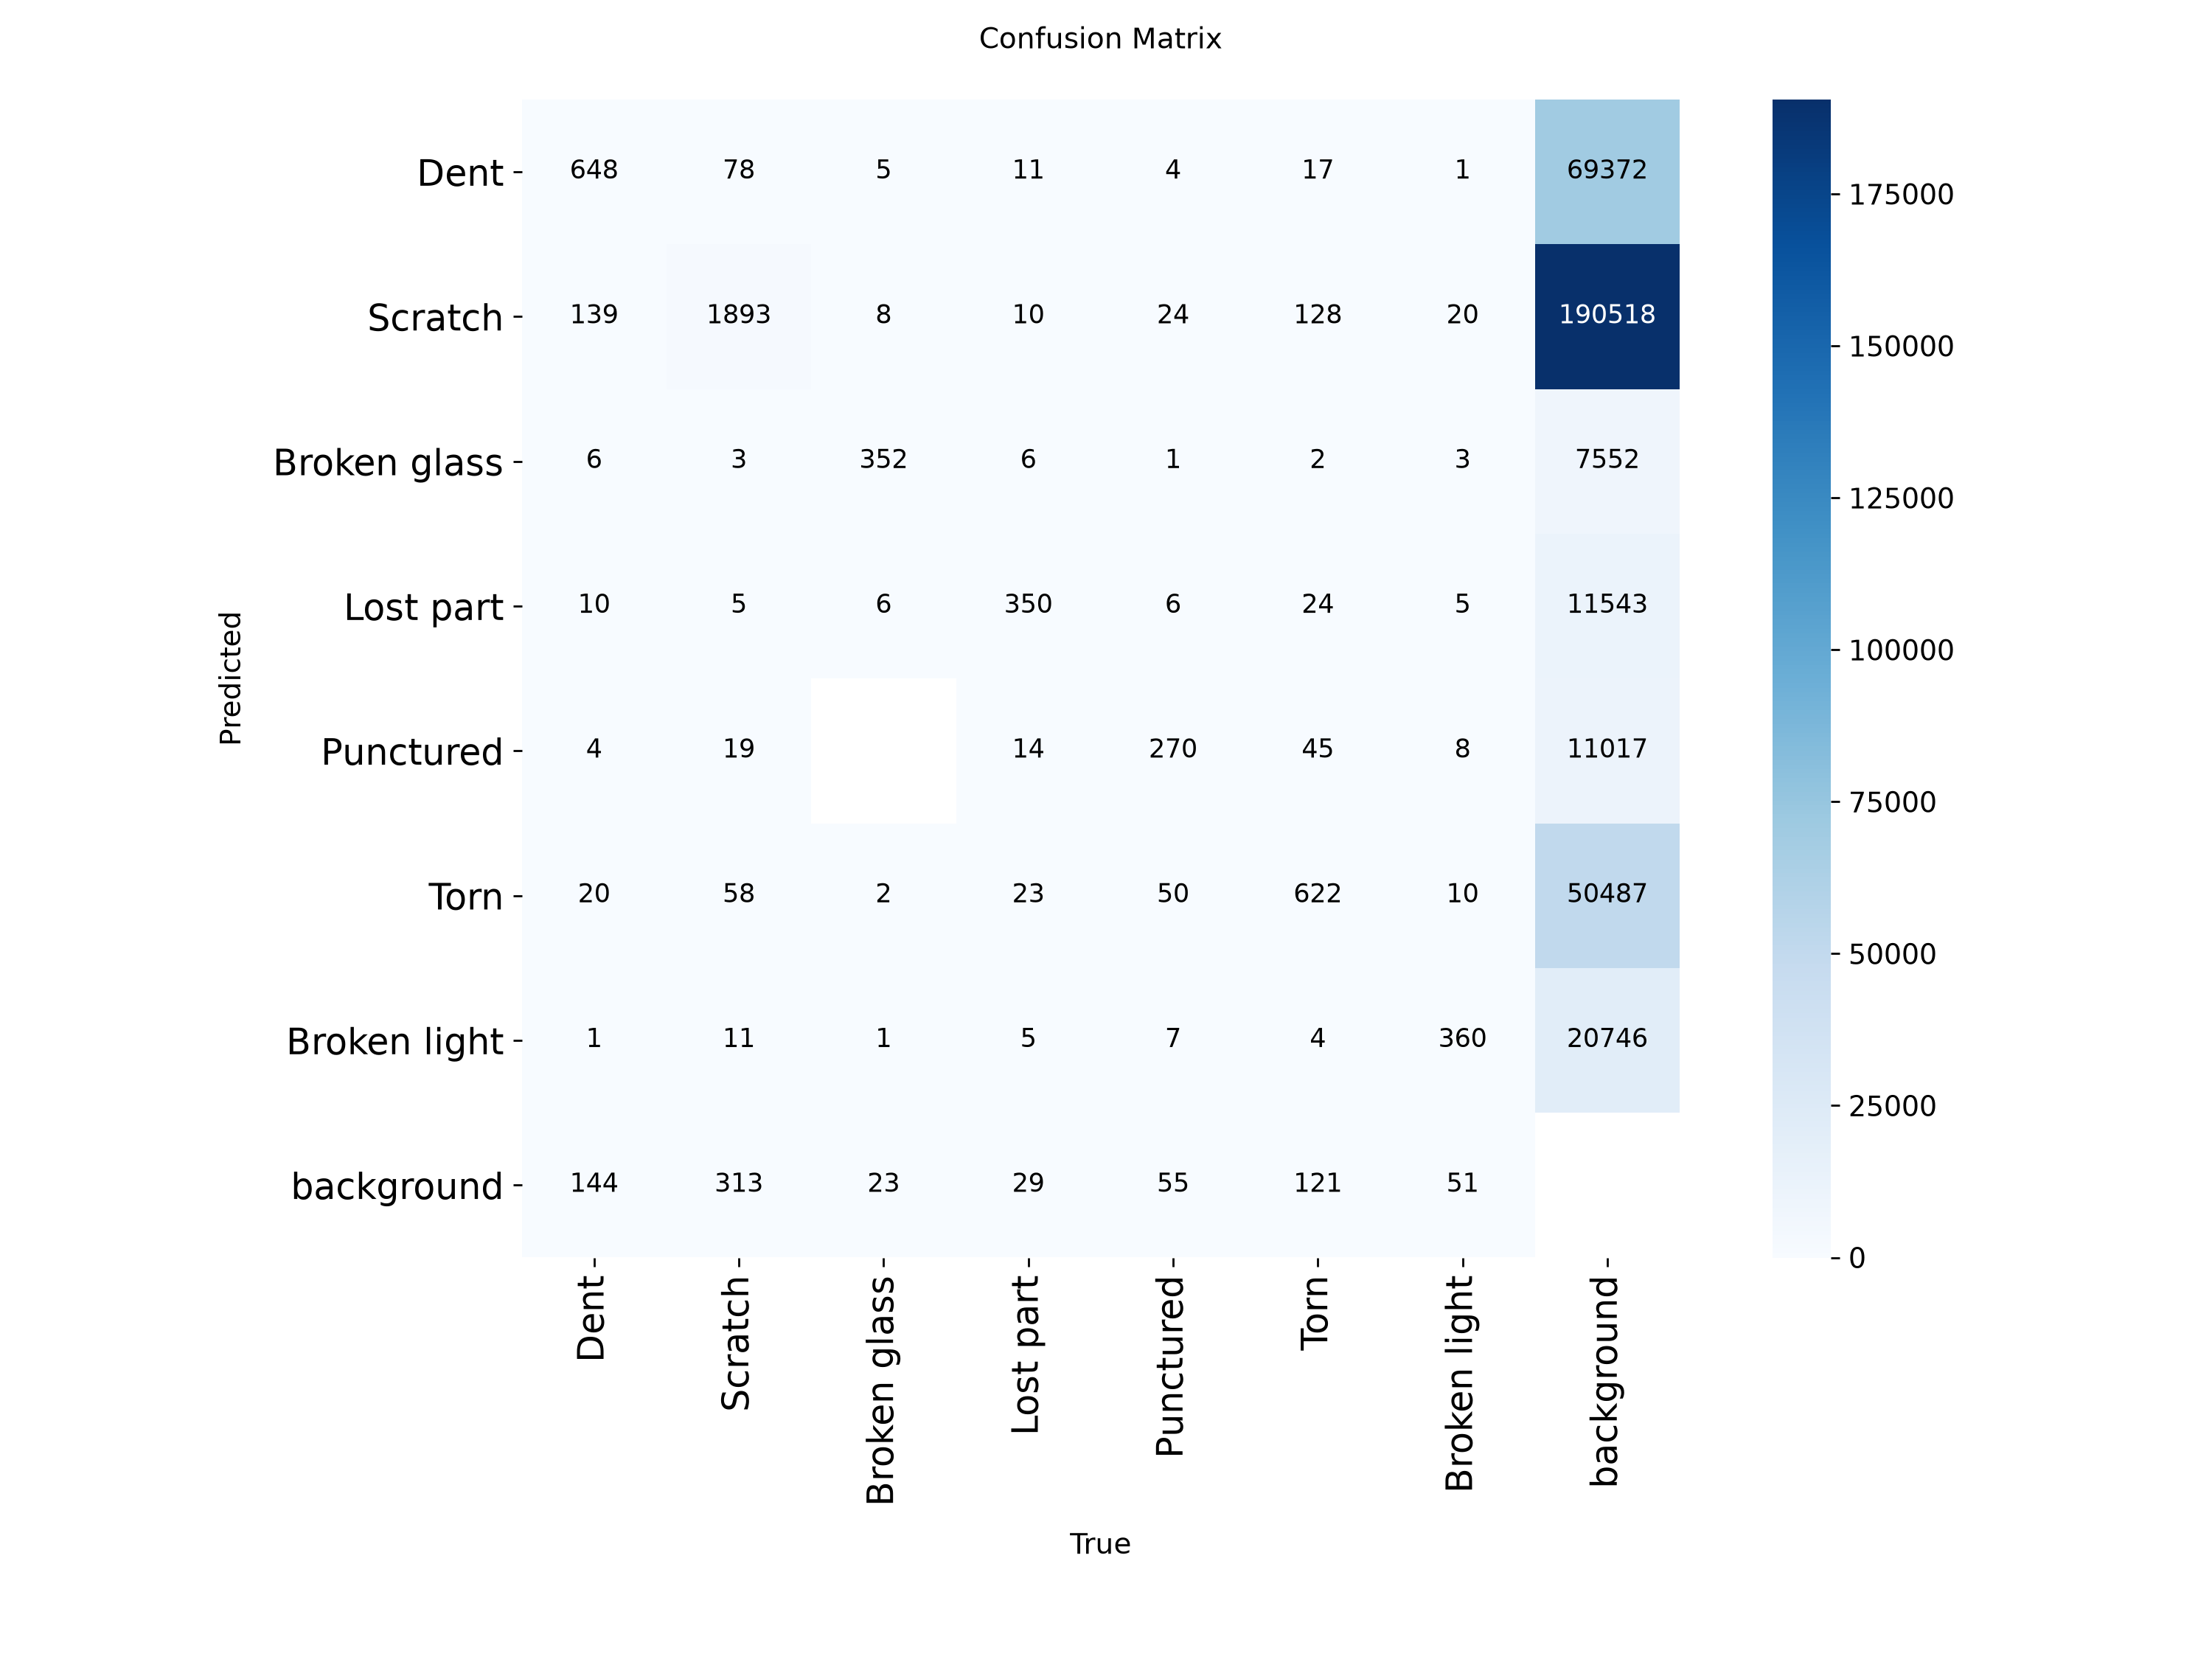 Confusion Matrix
Dent 648 78 5 11 4 17 1 69372
Scratch 139 1893 8 10 24 128 20 190518
Broken glass 6 3 352 6 1 2 3 7552
Lost part 10 5 6 350 6 24 5 11543
Punctured 4 19 14 270 45 8 11017
Torn 20 58 2 23 50 622 10 50487
Broken light 1 11 1 5 7 4 360 20746
background 144 313 23 29 55 121 51
Predicted
Dent Scratch Broken glass Lost part Punctured Torn Broken light background
True
175000
150000
125000
100000
75000
50000
25000
0